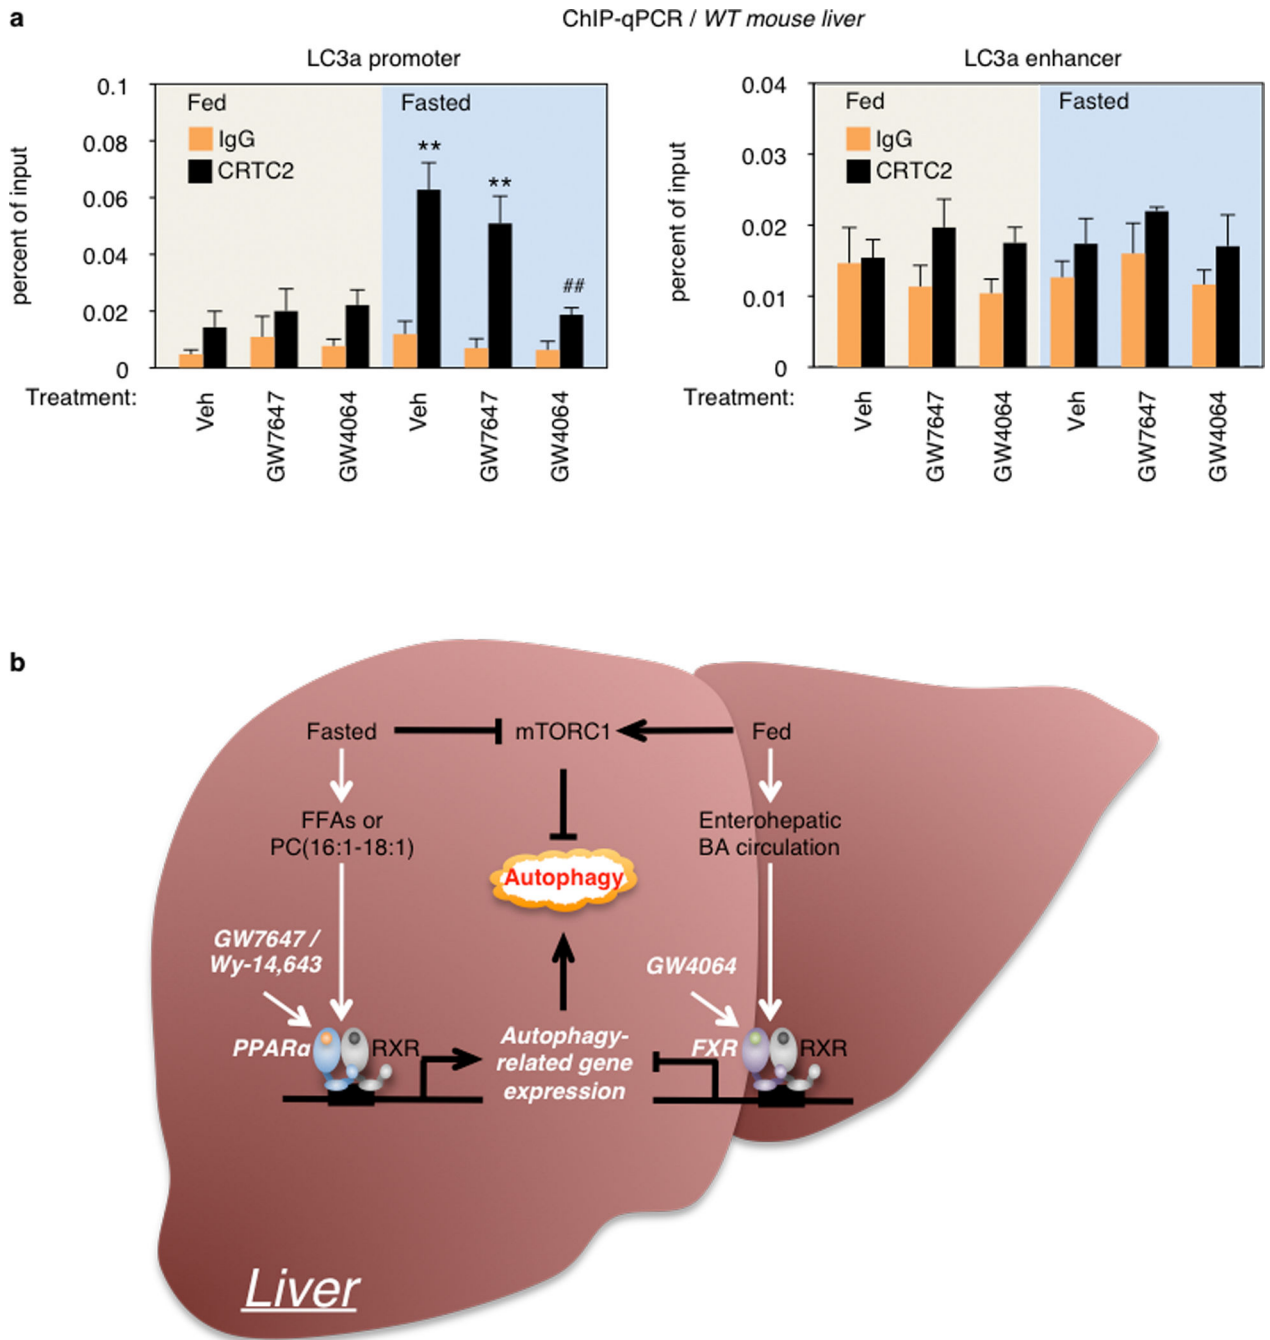 a
ChIP-qPCR / WT mouse liver
LC3a promoter
percent of input
0.1
0.08
0.06
0.04
0.02
0
Fed
Fasted
IgG
CRTC2
**
**
##
Treatment:
Veh
GW7647
GW4064
Veh
GW7647
GW4064
LC3a enhancer
percent of input
0.04
0.03
0.02
0.01
0
Fed
Fasted
IgG
CRTC2
Treatment:
Veh
GW7647
GW4064
Veh
GW7647
GW4064
b
Fasted
mTORC1
Fed
FFAs or
PC(16:1-18:1)
Enterohepatic
BA circulation
Autophagy
GW7647 /
Wy-14,643
GW4064
PPARα
RXR
Autophagy-
related gene
expression
FXR
RXR
Liver